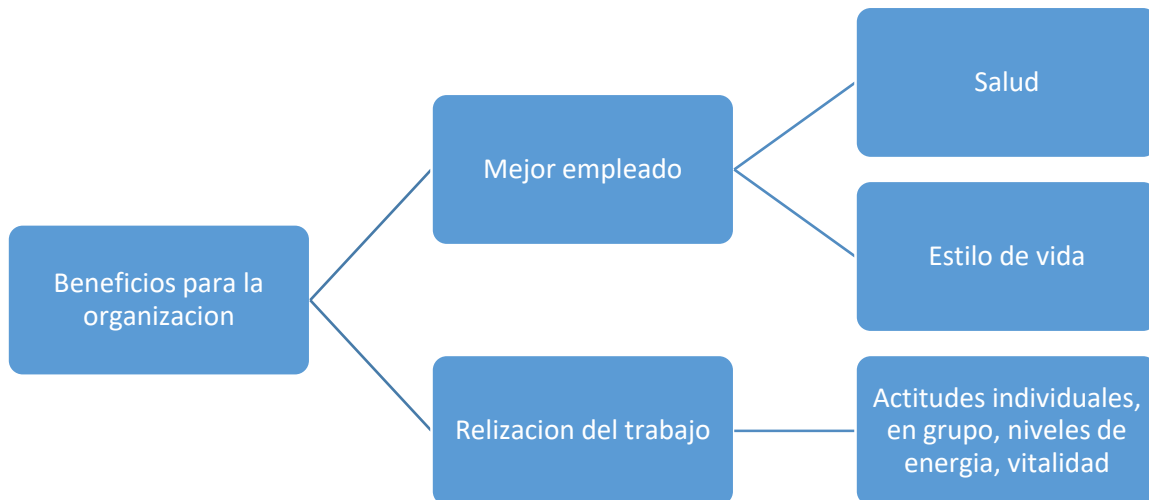 Beneficios para la
organizacion
Mejor empleado
Salud
Estilo de vida
Relizacion del trabajo
Actitudes individuales,
en grupo, niveles de
energia, vitalidad